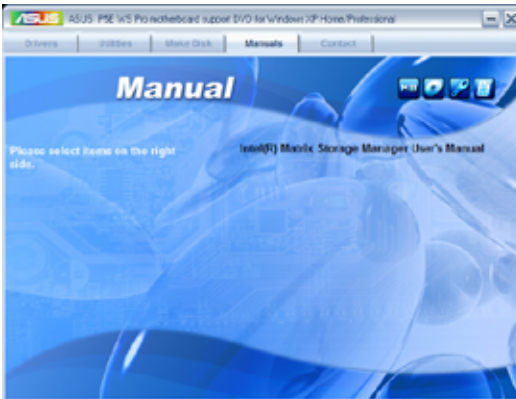 ASUS ASUS P5E WS Pro motherboard support DVD for Windows XP Home/Professional
Drivers Utilities Make Disk Manuals Contact
Manual
Please select items on the right
side.
Intel(R) Matrix Storage Manager User's Manual